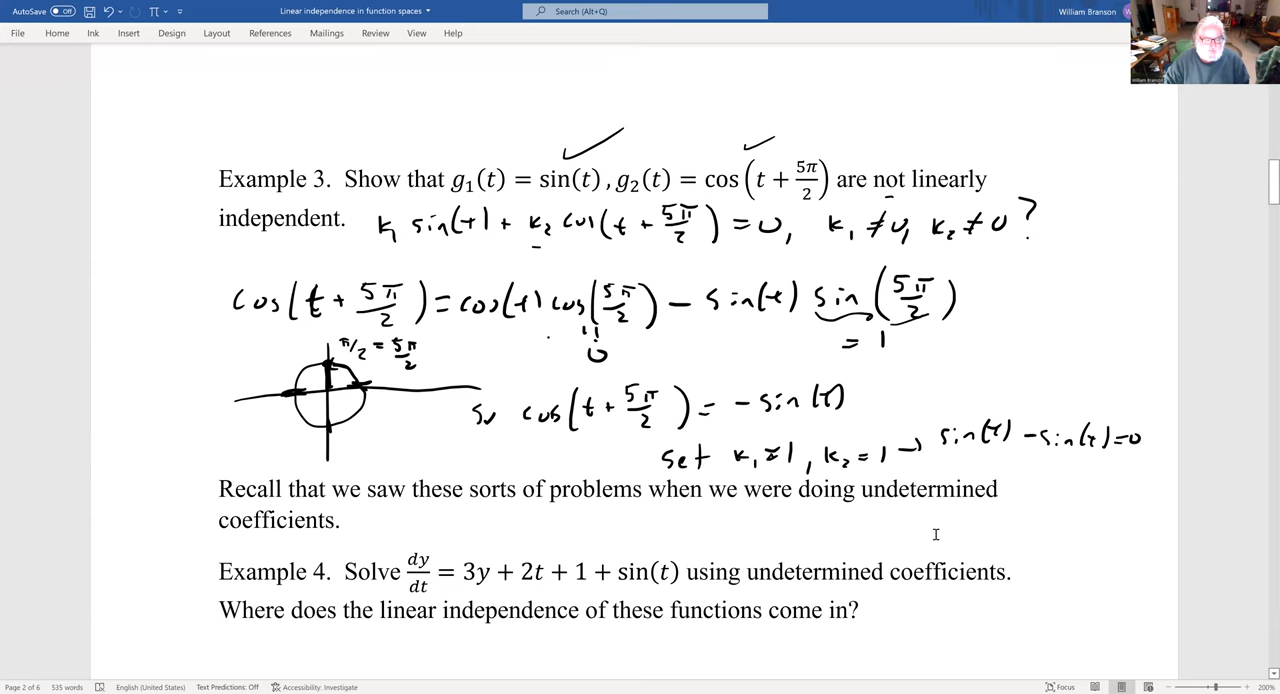 AutoSave Off Linear independence in function spaces Search (Alt+Q) William Branson W
File Home Ink Insert Design Layout References Mailings Review View Help
William Branson
Example 3. Show that g₁(t) = sin(t), g₂(t) = cos(t + 5π/2) are not linearly
independent. k₁ sin(t) + k₂ cos(t + 5π/2) = 0, k₁ ≠ 0, k₂ ≠ 0?
cos(t + 5π/2) = cos(t) cos(5π/2) − sin(t) sin(5π/2)
0 = 1
π/2 = 5π/2
so cos(t + 5π/2) = − sin(t)
set k₁ = 1, k₂ = 1 → sin(t) − sin(t) = 0
Recall that we saw these sorts of problems when we were doing undetermined
coefficients.
Example 4. Solve dy/dt = 3y + 2t + 1 + sin(t) using undetermined coefficients.
Where does the linear independence of these functions come in?
Page 2 of 6 535 words English (United States) Text Predictions: Off Accessibility: Investigate Focus 200%